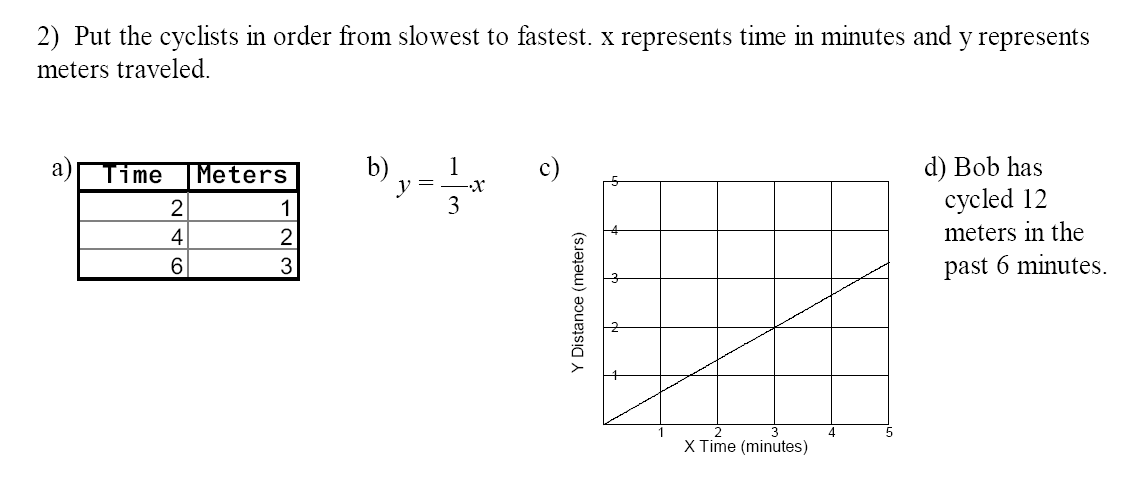 2) Put the cyclists in order from slowest to fastest. x represents time in minutes and y represents
meters traveled.
a)
Time Meters
2 1
4 2
6 3
b)
y = 1/3 · x
c)
Y Distance (meters)
5
4
3
2
1
1 2 3 4 5
X Time (minutes)
d) Bob has
cycled 12
meters in the
past 6 minutes.